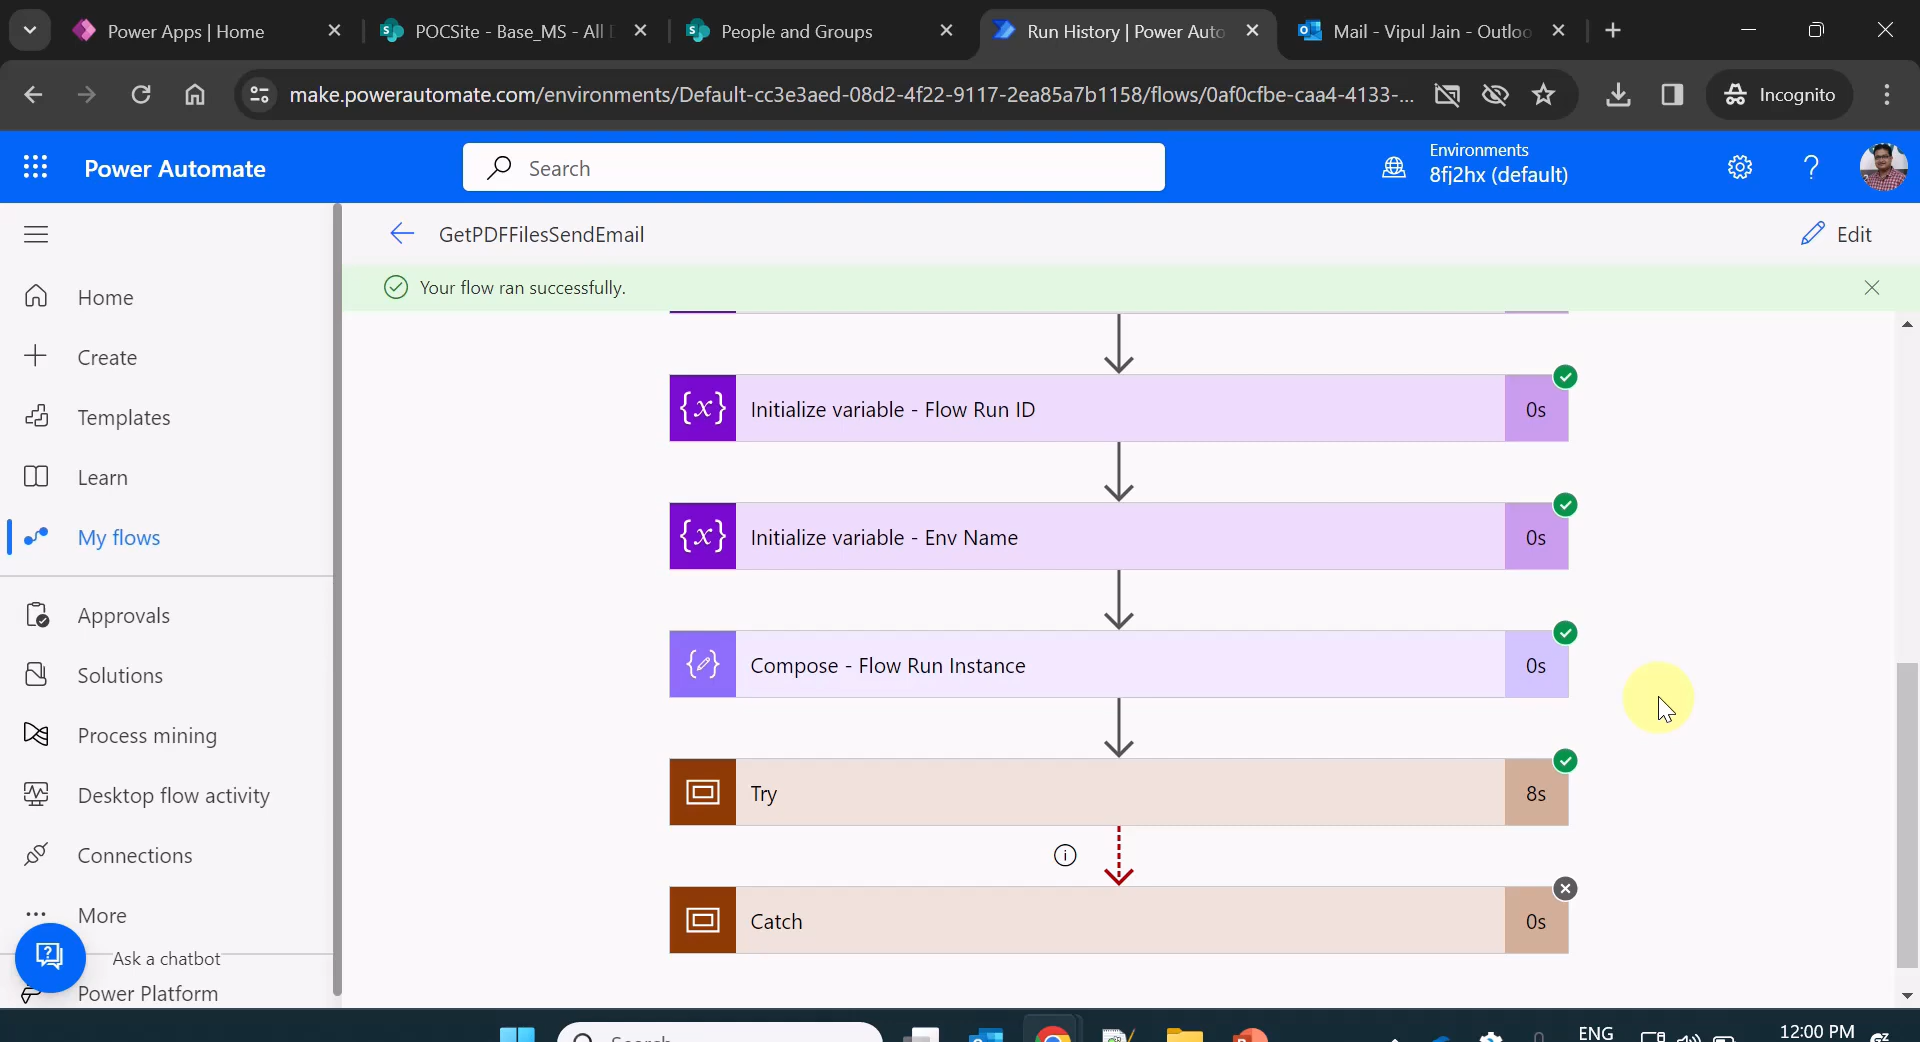 Power Apps | Home
POCSite - Base_MS - All
People and Groups
Run History | Power Auto
Mail - Vipul Jain - Outloo
make.powerautomate.com/environments/Default-cc3e3aed-08d2-4f22-9117-2ea85a7b1158/flows/0af0cfbe-caa4-4133-...
Incognito
Power Automate
Search
Environments
8fj2hx (default)
GetPDFFilesSendEmail
Edit
Your flow ran successfully.
Home
Create
Templates
Learn
My flows
Approvals
Solutions
Process mining
Desktop flow activity
Connections
More
Ask a chatbot
Power Platform
{x} Initialize variable - Flow Run ID 0s
{x} Initialize variable - Env Name 0s
Compose - Flow Run Instance 0s
Try 8s
Catch 0s
Search
ENG
12:00 PM